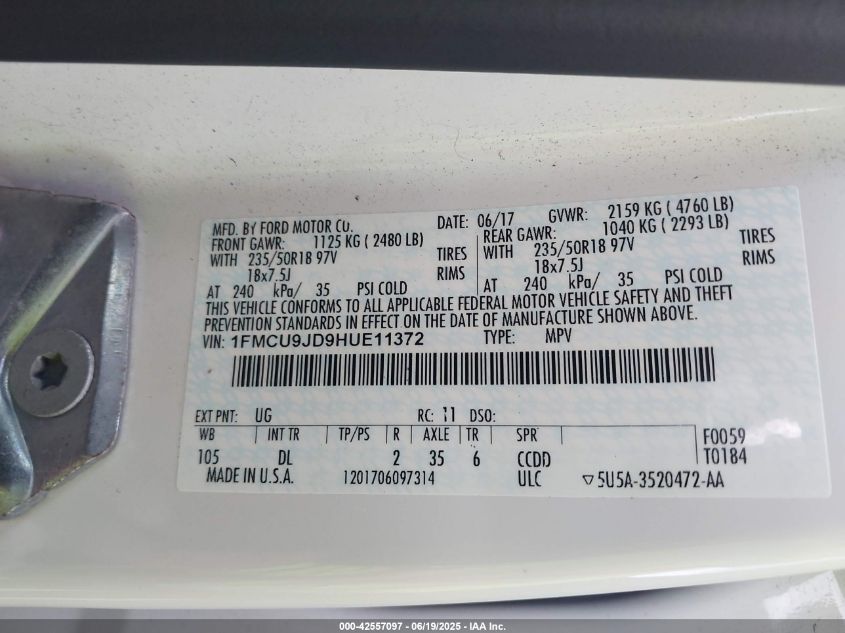 MFD. BY FORD MOTOR CO. DATE: 06/17 GVWR: 2159 KG ( 4760 LB)
FRONT GAWR: 1125 KG ( 2480 LB) REAR GAWR: 1040 KG ( 2293 LB)
WITH 235/50R18 97V TIRES WITH 235/50R18 97V TIRES
18x7.5J RIMS 18x7.5J RIMS
AT 240 kPa/ 35 PSI COLD AT 240 kPa/ 35 PSI COLD
THIS VEHICLE CONFORMS TO ALL APPLICABLE FEDERAL MOTOR VEHICLE SAFETY AND THEFT
PREVENTION STANDARDS IN EFFECT ON THE DATE OF MANUFACTURE SHOWN ABOVE.
VIN: 1FMCU9JD9HUE11372 TYPE: MPV
EXT PNT: UG RC: 11 DSO:
WB INT TR TP/PS R AXLE TR SPR F0059
105 DL 2 35 6 CCDD T0184
MADE IN U.S.A. 1201706097314 ULC ▽5U5A-3520472-AA
000-42557097 - 06/19/2025 - IAA Inc.